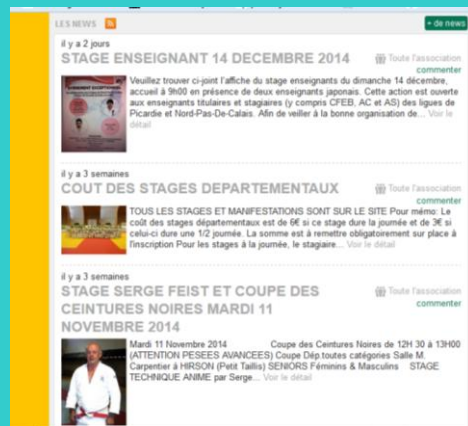 LES NEWS
+ de news
il y a 2 jours
STAGE ENSEIGNANT 14 DECEMBRE 2014
Toute l'association
commenter
Veuillez trouver ci-joint l'affiche du stage enseignants du dimanche 14 décembre,
accueil à 9h00 en présence de deux enseignants japonais. Cette action est ouverte
aux enseignants titulaires et stagiaires (y compris CFEB, AC et AS) des ligues de
Picardie et Nord-Pas-De-Calais. Afin de veiller à la bonne organisation de... Voir le
détail
il y a 3 semaines
COUT DES STAGES DEPARTEMENTAUX
Toute l'association
commenter
TOUS LES STAGES ET MANIFESTATIONS SONT SUR LE SITE Pour mémo: Le
coût des stages départementaux est de 6€ si ce stage dure la journée et de 3€ si
celui-ci dure une 1/2 journée. La somme est à remettre obligatoirement sur place à
l'inscription Pour les stages à la journée, le stagiaire... Voir le détail
il y a 3 semaines
STAGE SERGE FEIST ET COUPE DES
CEINTURES NOIRES MARDI 11
NOVEMBRE 2014
Toute l'association
commenter
Mardi 11 Novembre 2014 Coupe des Ceintures Noires de 12H 30 à 13H00
(ATTENTION PESEES AVANCEES) Coupe Dép.toutes catégories Salle M.
Carpentier à HIRSON (Petit Taillis) SENIORS Féminins & Masculins STAGE
TECHNIQUE ANIME par Serge... Voir le détail